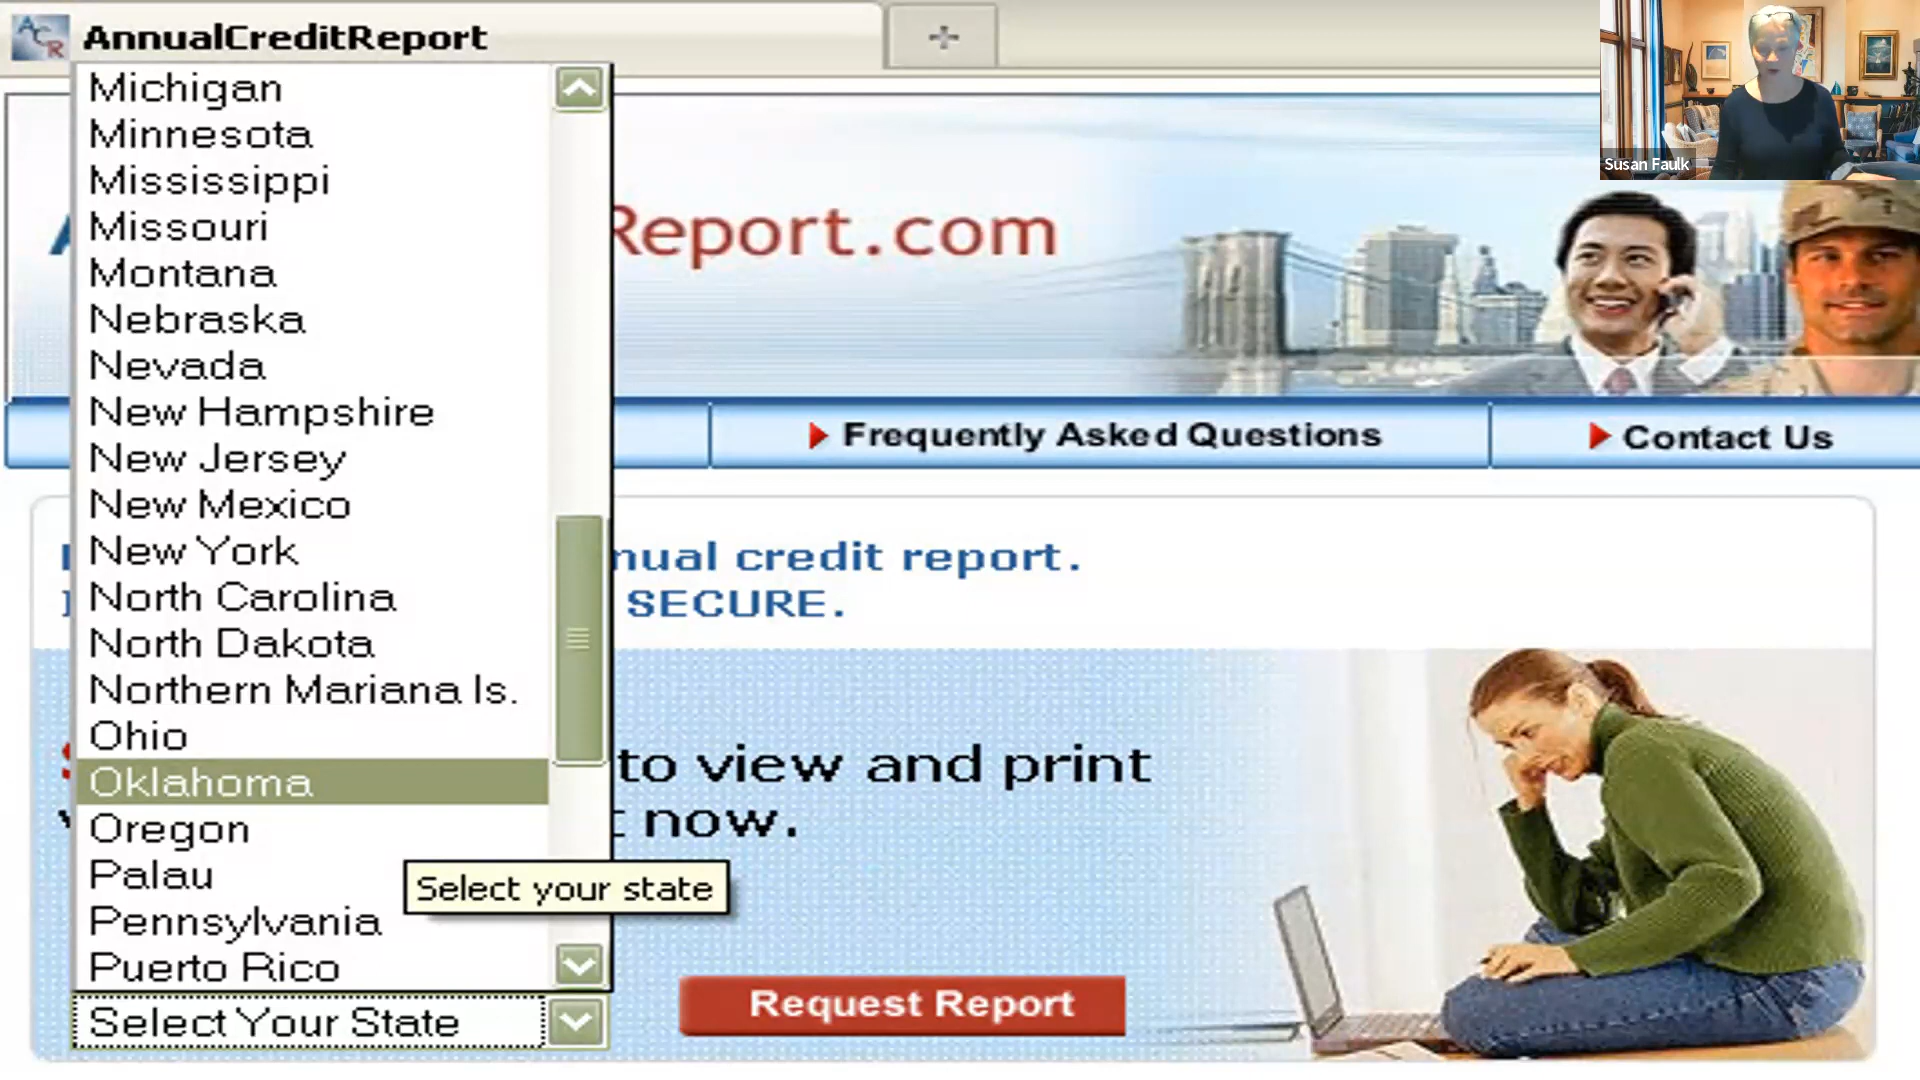 ACR AnnualCreditReport
Susan Faulk
Michigan
Minnesota
Mississippi
Missouri
Montana
Nebraska
Nevada
New Hampshire
New Jersey
New Mexico
New York
North Carolina
North Dakota
Northern Mariana Is.
Ohio
Oklahoma
Oregon
Palau
Pennsylvania
Puerto Rico
Select Your State
Select your state
Report.com
Frequently Asked Questions
Contact Us
nual credit report.
SECURE.
to view and print
now.
Request Report